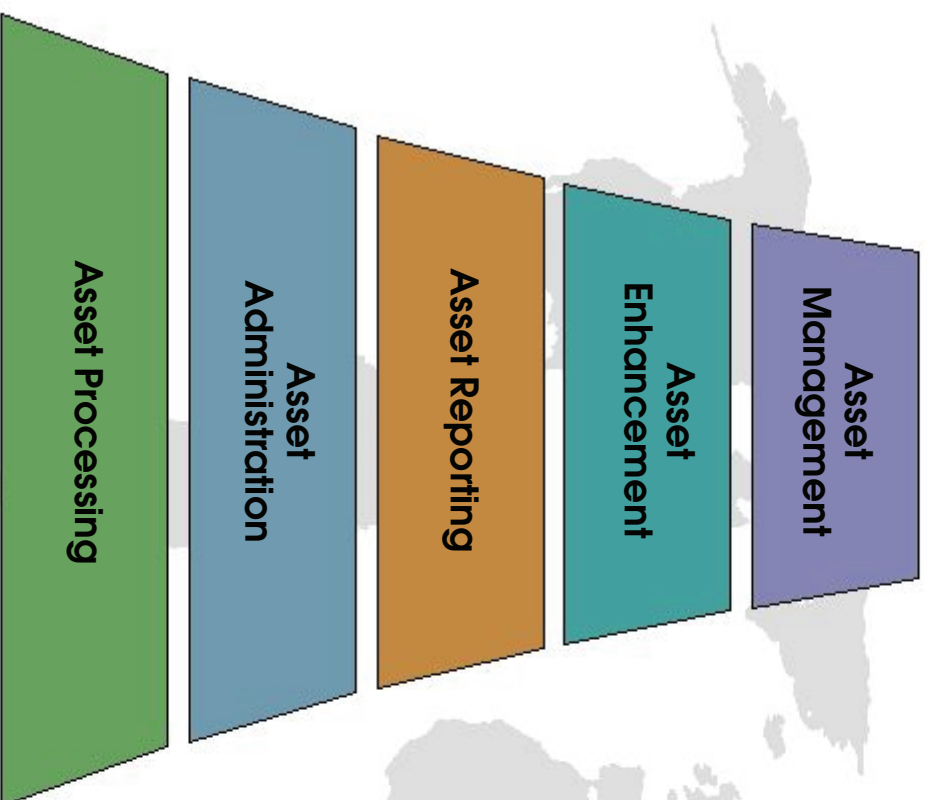 Asset
Management
Asset
Enhancement
Asset Reporting
Asset
Administration
Asset Processing